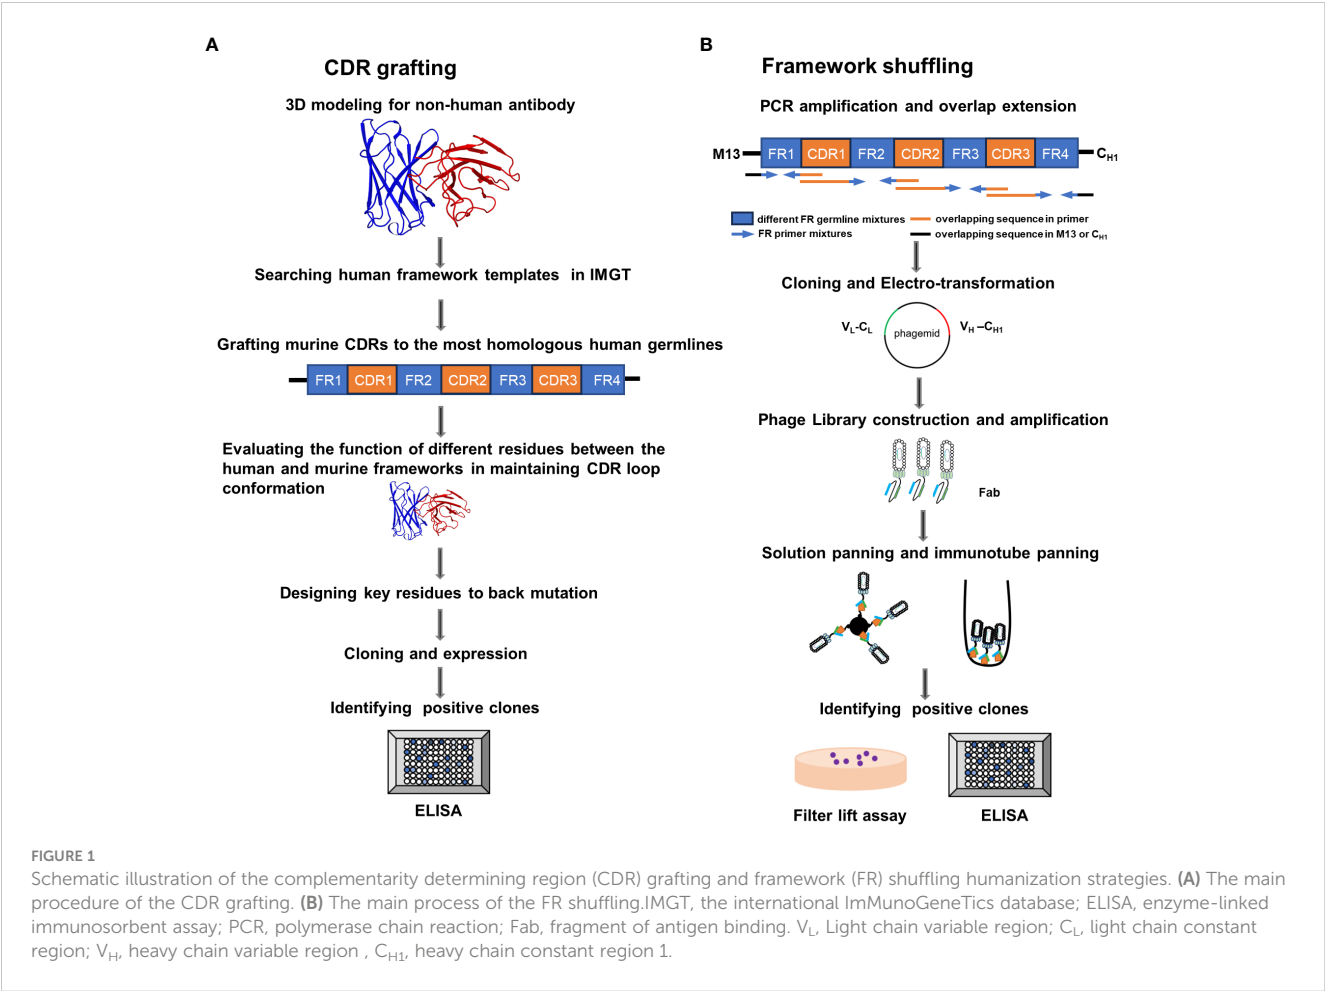 A
CDR grafting
3D modeling for non-human antibody
Searching human framework templates in IMGT
Grafting murine CDRs to the most homologous human germlines
FR1 CDR1 FR2 CDR2 FR3 CDR3 FR4
Evaluating the function of different residues between the
human and murine frameworks in maintaining CDR loop
conformation
Designing key residues to back mutation
Cloning and expression
Identifying positive clones
ELISA
B
Framework shuffling
PCR amplification and overlap extension
M13 FR1 CDR1 FR2 CDR2 FR3 CDR3 FR4 CH1
different FR germline mixtures overlapping sequence in primer
FR primer mixtures overlapping sequence in M13 or CH1
Cloning and Electro-transformation
VL-CL phagemid VH –CH1
Phage Library construction and amplification
Fab
Solution panning and immunotube panning
Identifying positive clones
Filter lift assay ELISA
FIGURE 1
Schematic illustration of the complementarity determining region (CDR) grafting and framework (FR) shuffling humanization strategies. (A) The main
procedure of the CDR grafting. (B) The main process of the FR shuffling.IMGT, the international ImMunoGeneTics database; ELISA, enzyme-linked
immunosorbent assay; PCR, polymerase chain reaction; Fab, fragment of antigen binding. VL, Light chain variable region; CL, light chain constant
region; VH, heavy chain variable region , CH1, heavy chain constant region 1.